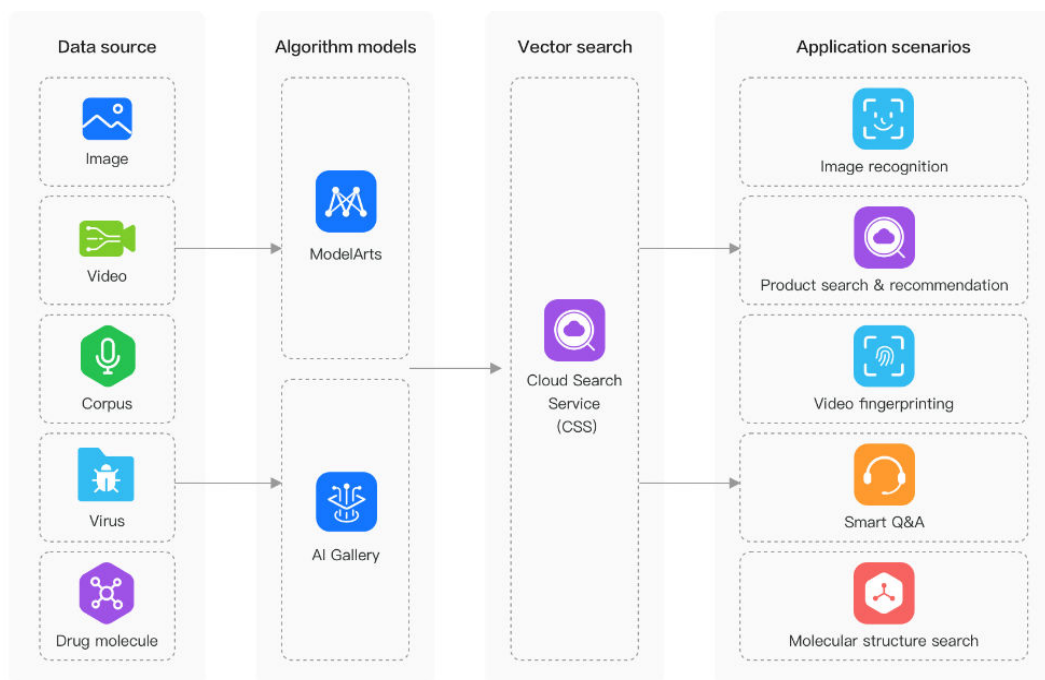 Data source
Image
Video
Corpus
Virus
Drug molecule
Algorithm models
ModelArts
AI Gallery
Vector search
Cloud Search
Service
(CSS)
Application scenarios
Image recognition
Product search & recommendation
Video fingerprinting
Smart Q&A
Molecular structure search